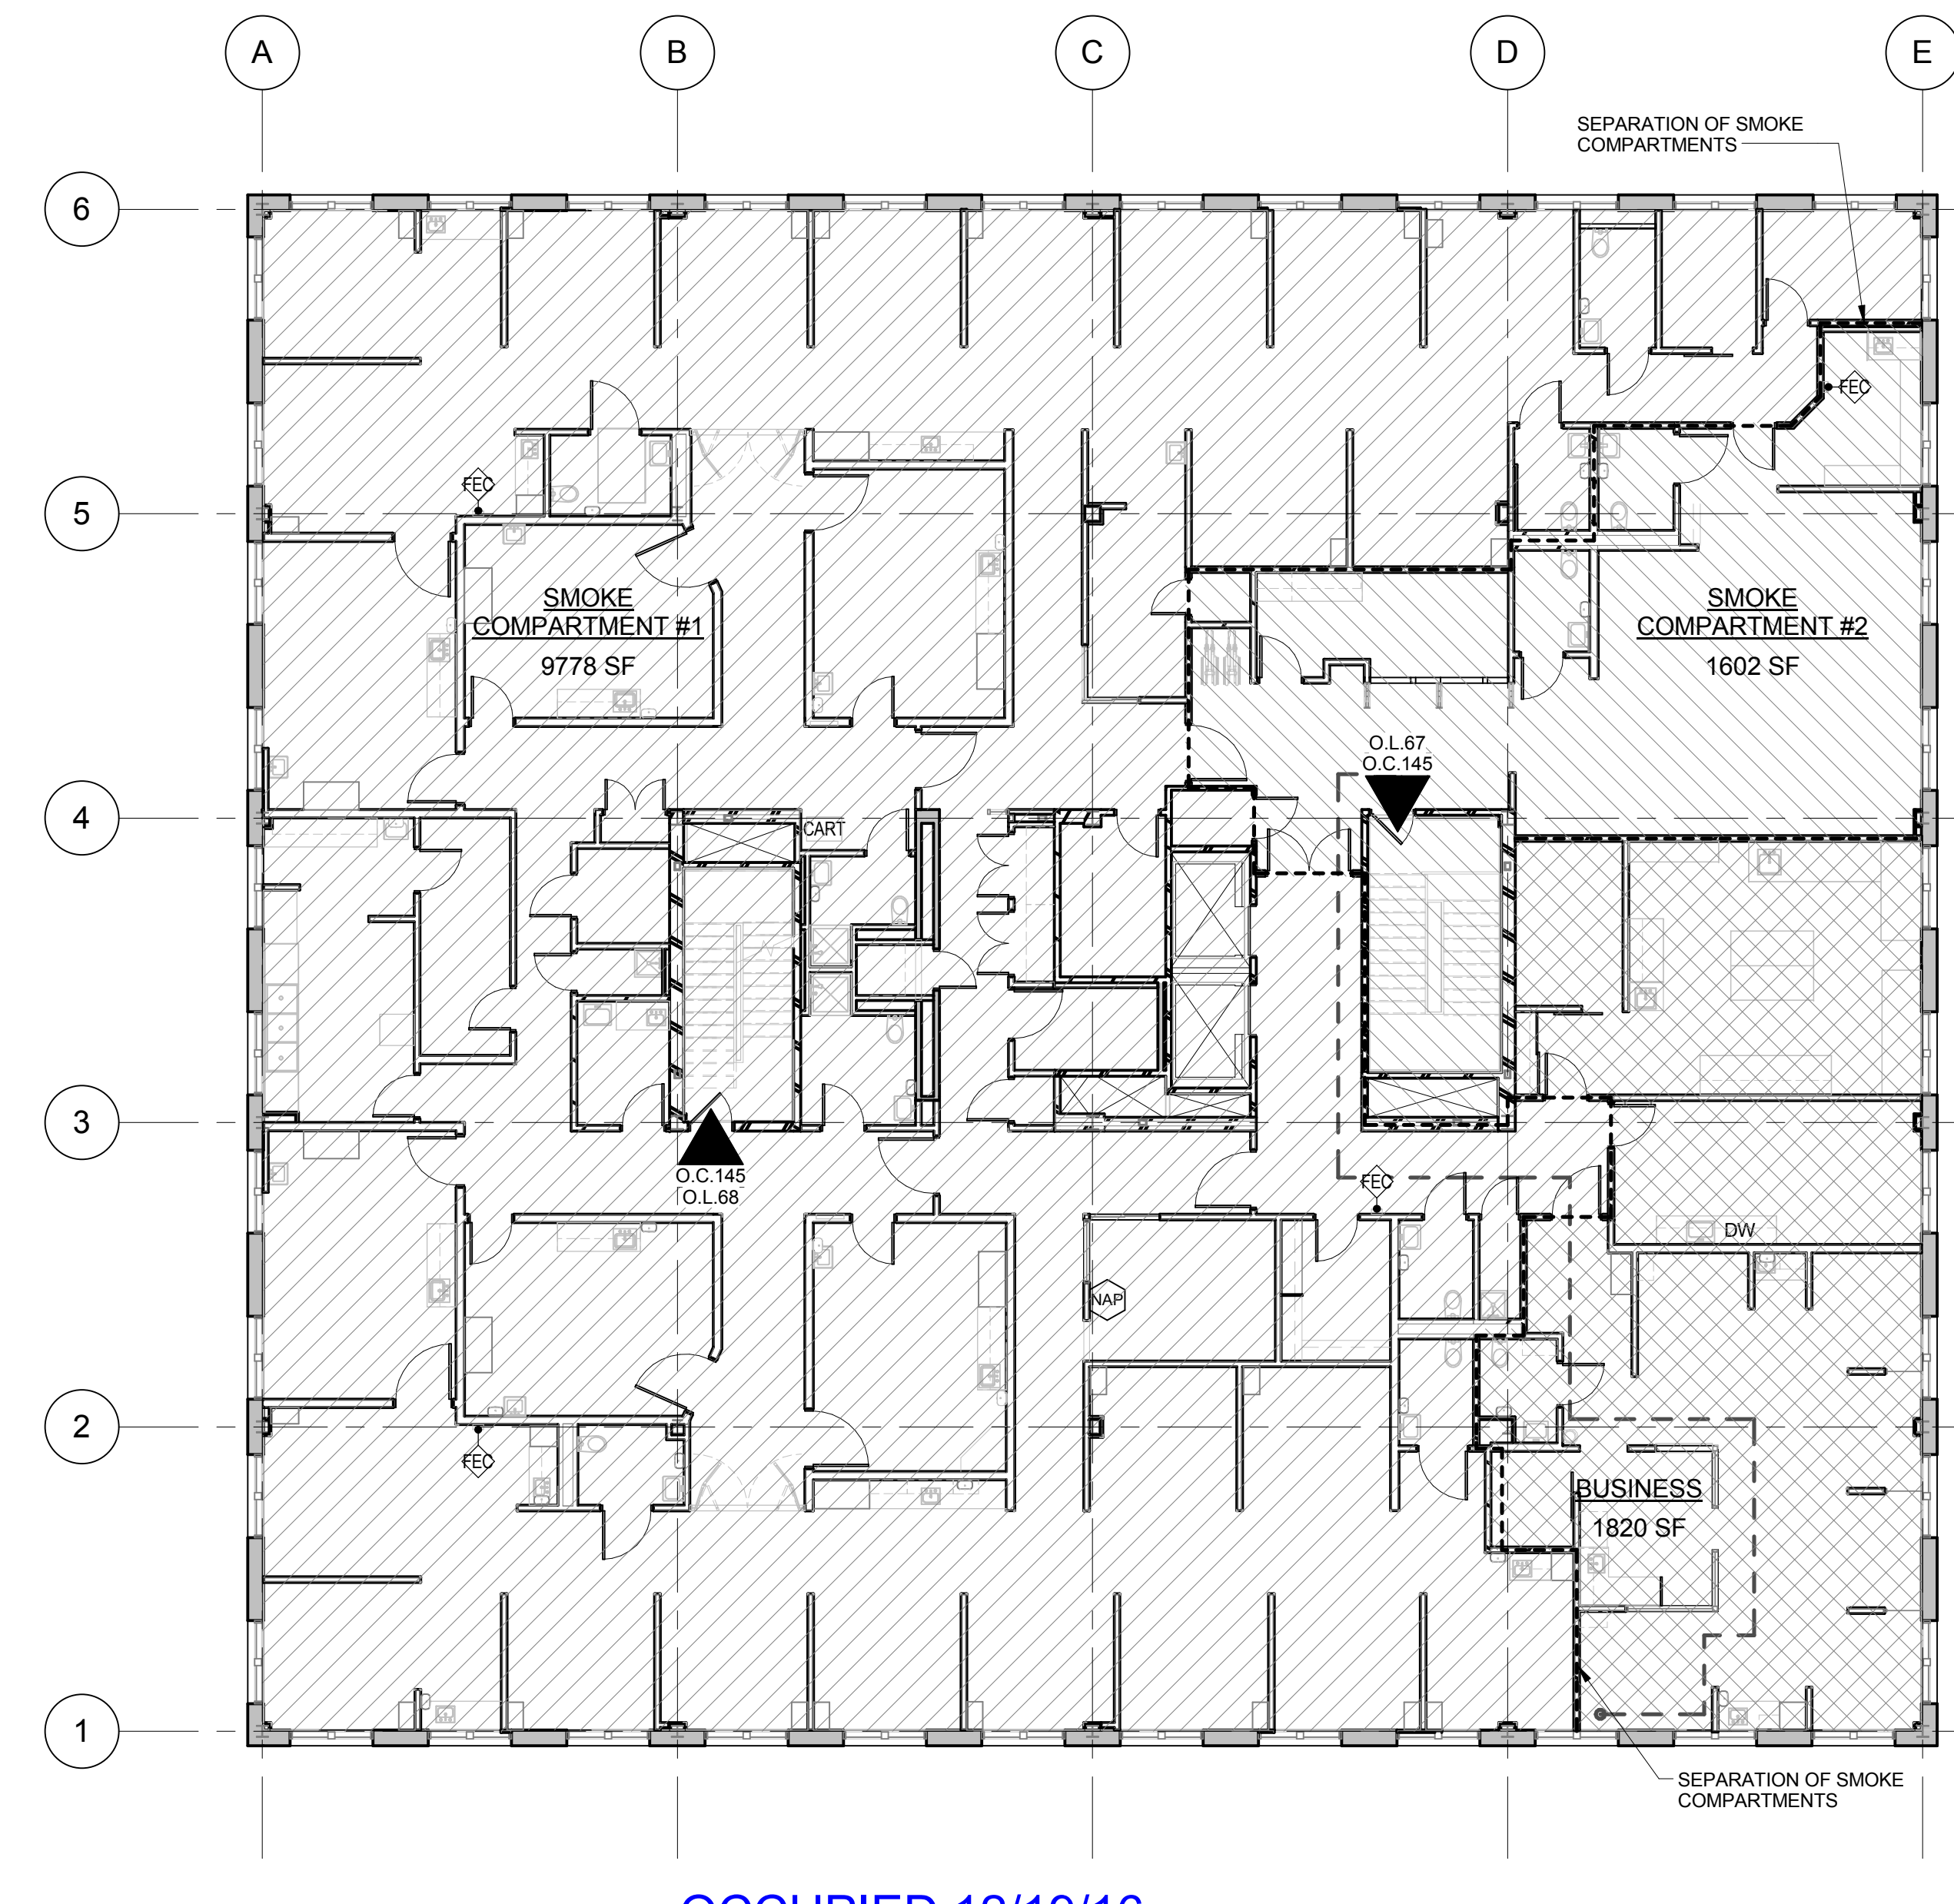 A
B
C
D
E
SEPARATION OF SMOKE
COMPARTMENTS
6
FEC
FEC
5
SMOKE
COMPARTMENT #1
9778 SF
SMOKE
COMPARTMENT #2
1602 SF
O.L.67
O.C.145
4
CART
3
O.C.145
O.L.68
FEC
DW
NAP
2
FEC
BUSINESS
1820 SF
1
SEPARATION OF SMOKE
COMPARTMENTS